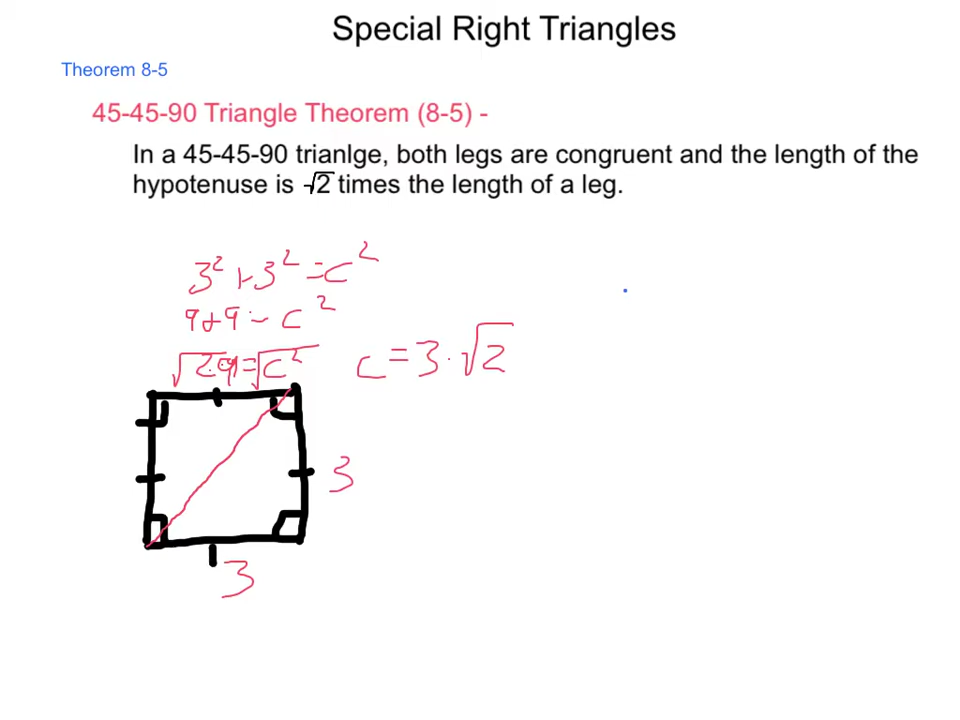 Special Right Triangles
Theorem 8-5
45-45-90 Triangle Theorem (8-5) -
In a 45-45-90 trianlge, both legs are congruent and the length of the
hypotenuse is √2 times the length of a leg.
3² + 3² = c²
9 + 9 = c²
√2·9 = √c²
c = 3 · √2
3
3